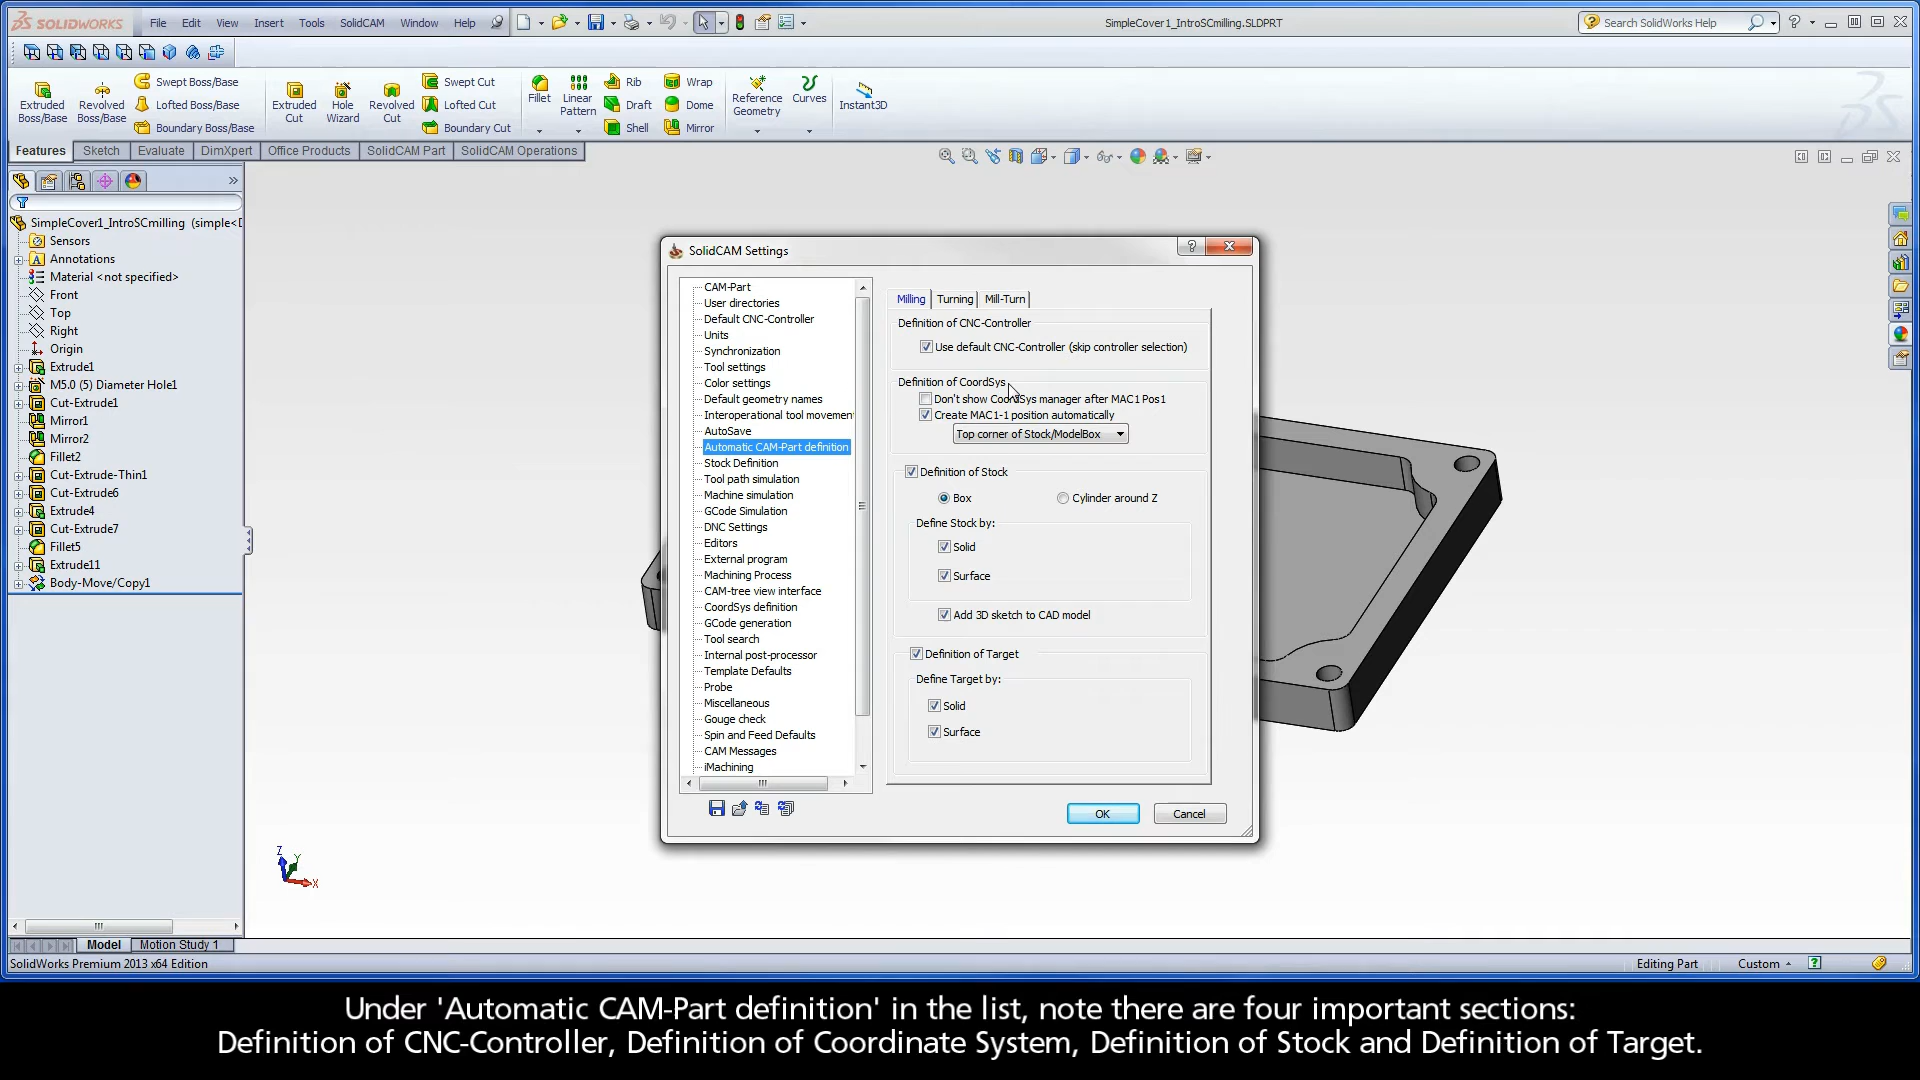 SOLIDWORKS File Edit View Insert Tools SolidCAM Window Help SimpleCover1_IntroSCmilling.SLDPRT Search SolidWorks Help
Extruded Boss/Base
Revolved Boss/Base
Swept Boss/Base
Lofted Boss/Base
Boundary Boss/Base
Extruded Cut
Hole Wizard
Revolved Cut
Swept Cut
Lofted Cut
Boundary Cut
Fillet
Linear Pattern
Rib
Draft
Shell
Wrap
Dome
Mirror
Reference Geometry
Curves
Instant3D
Features Sketch Evaluate DimXpert Office Products SolidCAM Part SolidCAM Operations
SimpleCover1_IntroSCmilling (simple<D
Sensors
Annotations
Material <not specified>
Front
Top
Right
Origin
Extrude1
M5.0 (5) Diameter Hole1
Cut-Extrude1
Mirror1
Mirror2
Fillet2
Cut-Extrude-Thin1
Cut-Extrude6
Extrude4
Cut-Extrude7
Fillet5
Extrude11
Body-Move/Copy1
SolidCAM Settings
CAM-Part
User directories
Default CNC-Controller
Units
Synchronization
Tool settings
Color settings
Default geometry names
Interoperational tool movement
AutoSave
Automatic CAM-Part definition
Stock Definition
Tool path simulation
Machine simulation
GCode Simulation
DNC Settings
Editors
External program
Machining Process
CAM-tree view interface
CoordSys definition
GCode generation
Tool search
Internal post-processor
Template Defaults
Probe
Miscellaneous
Gouge check
Spin and Feed Defaults
CAM Messages
iMachining
Milling Turning Mill-Turn
Definition of CNC-Controller
Use default CNC-Controller (skip controller selection)
Definition of CoordSys
Don't show CoordSys manager after MAC1 Pos1
Create MAC1-1 position automatically
Top corner of Stock/ModelBox
Definition of Stock
Box Cylinder around Z
Define Stock by:
Solid
Surface
Add 3D sketch to CAD model
Definition of Target
Define Target by:
Solid
Surface
OK Cancel
Z
Y
X
Model Motion Study 1
SolidWorks Premium 2013 x64 Edition Editing Part Custom
Under 'Automatic CAM-Part definition' in the list, note there are four important sections:
Definition of CNC-Controller, Definition of Coordinate System, Definition of Stock and Definition of Target.